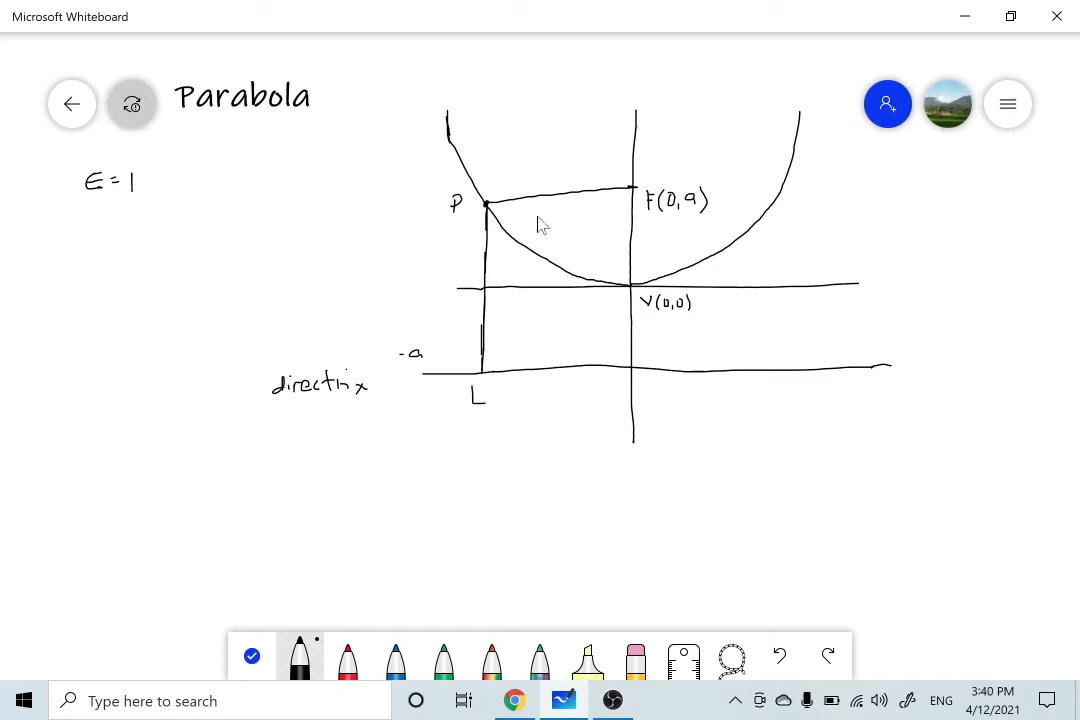 Microsoft Whiteboard
Parabola
E = 1
P
F(0,a)
V(0,0)
-a
directrix
L
Type here to search
ENG
3:40 PM
4/12/2021